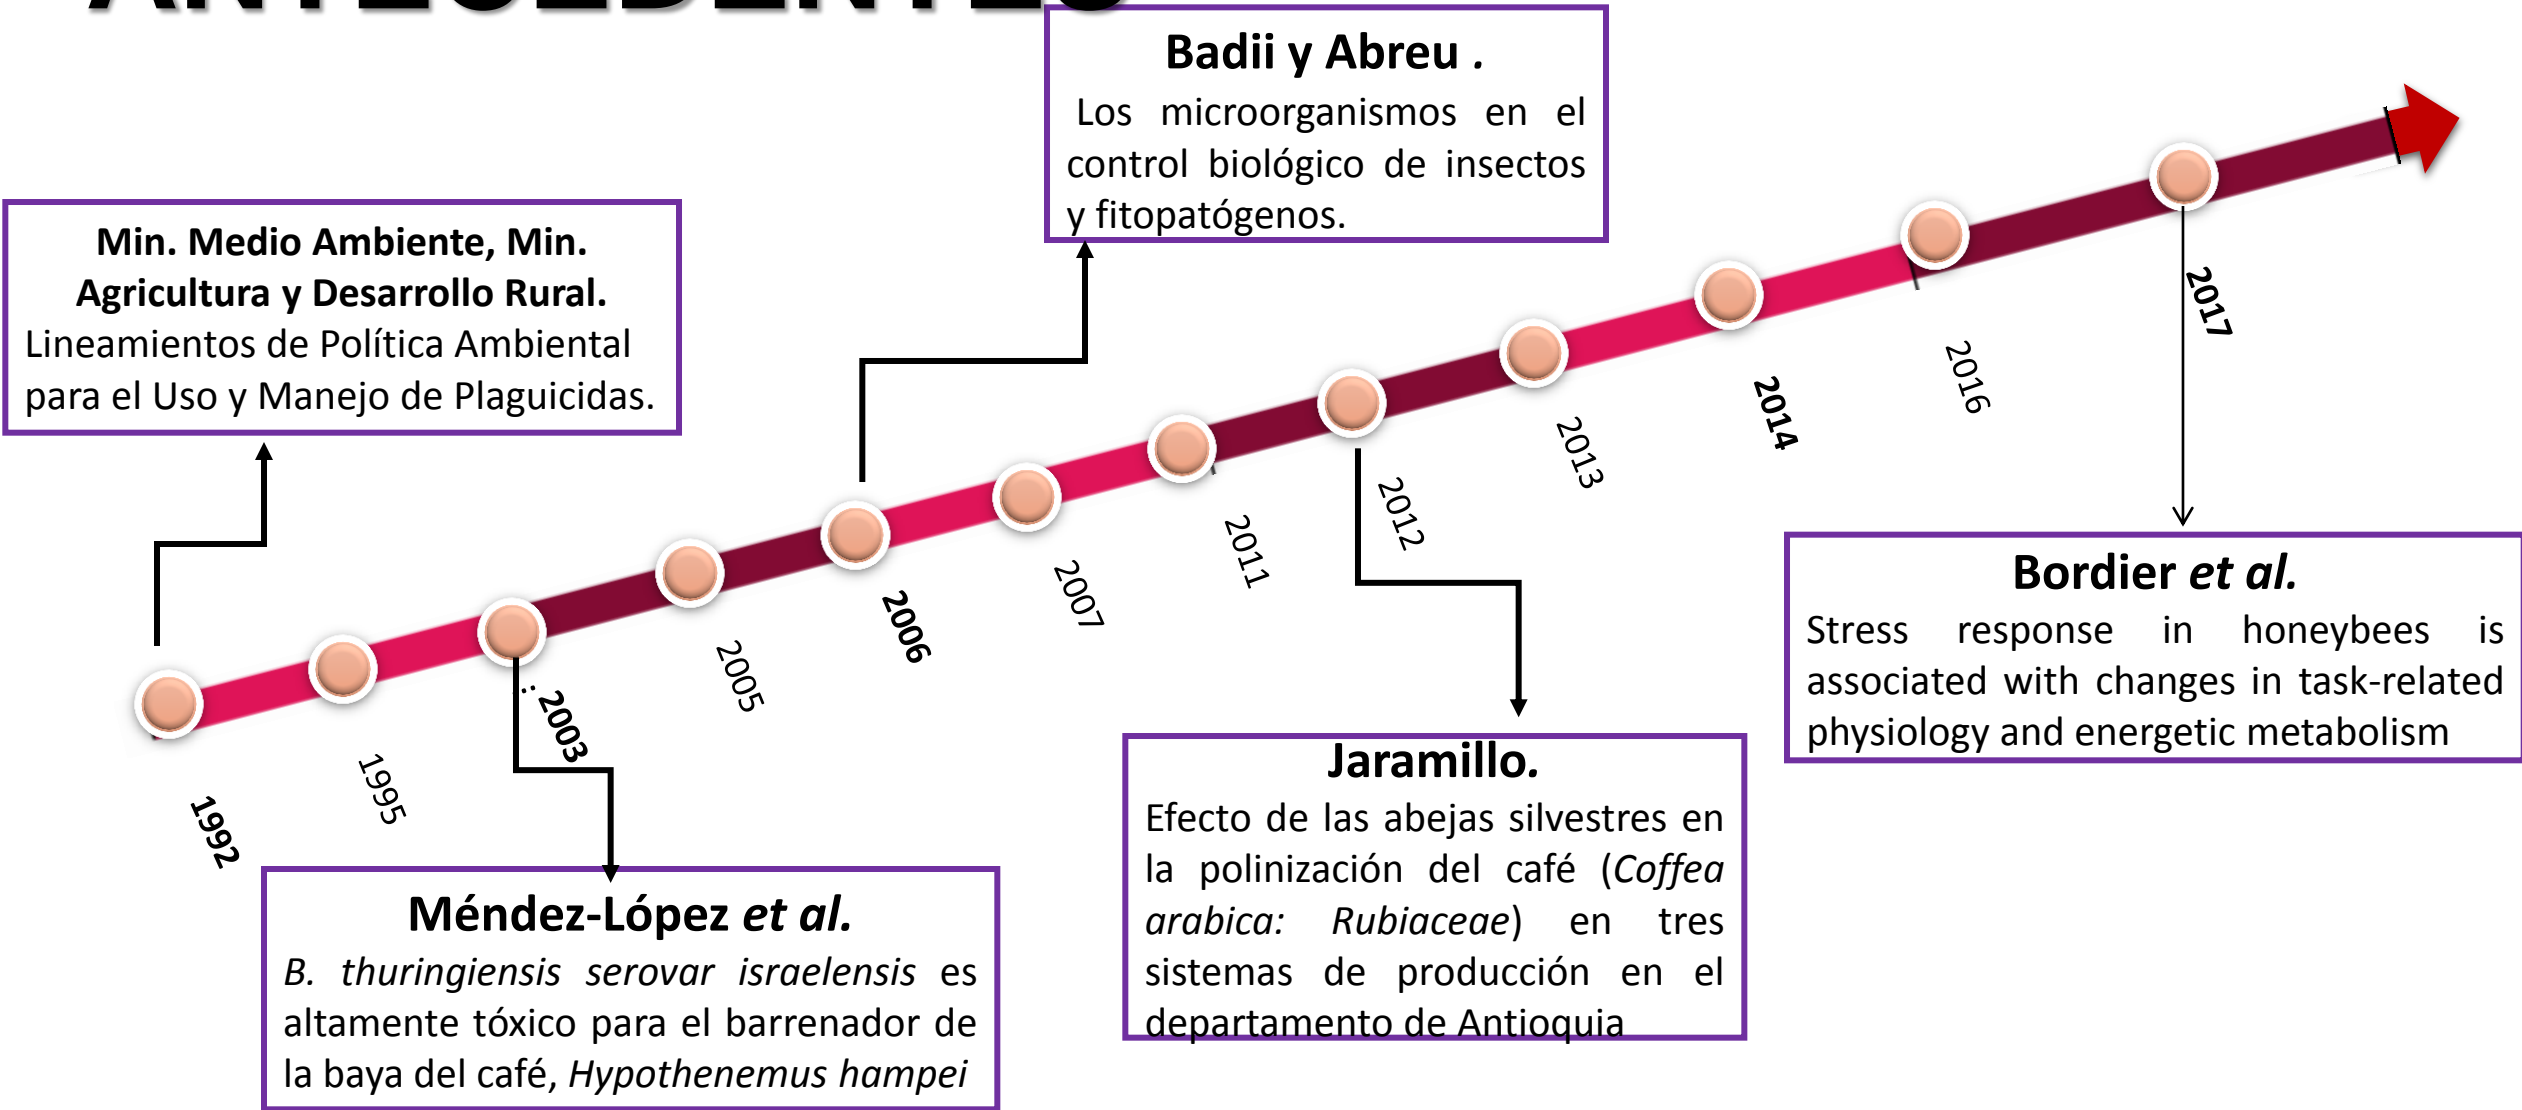 ANTECEDENTES
Badii y Abreu .
Los microorganismos en el
control biológico de insectos
y fitopatógenos.
Min. Medio Ambiente, Min.
Agricultura y Desarrollo Rural.
Lineamientos de Política Ambiental
para el Uso y Manejo de Plaguicidas.
1992
1995
: 2003
2005
2006
2007
2011
2012
2013
2014
2016
2017
Méndez-López et al.
B. thuringiensis serovar israelensis es
altamente tóxico para el barrenador de
la baya del café, Hypothenemus hampei
Jaramillo.
Efecto de las abejas silvestres en
la polinización del café (Coffea
arabica: Rubiaceae) en tres
sistemas de producción en el
departamento de Antioquia
Bordier et al.
Stress response in honeybees is
associated with changes in task-related
physiology and energetic metabolism